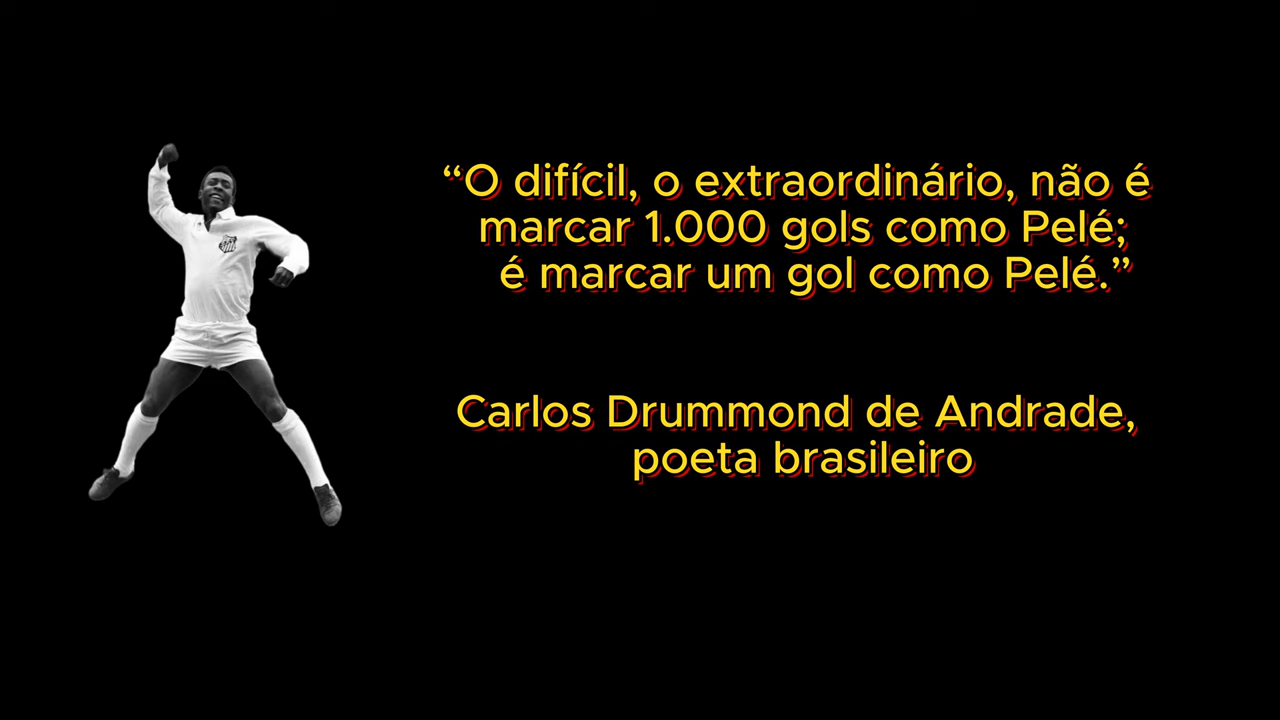 “O difícil, o extraordinário, não é
marcar 1.000 gols como Pelé;
é marcar um gol como Pelé.”
Carlos Drummond de Andrade,
poeta brasileiro